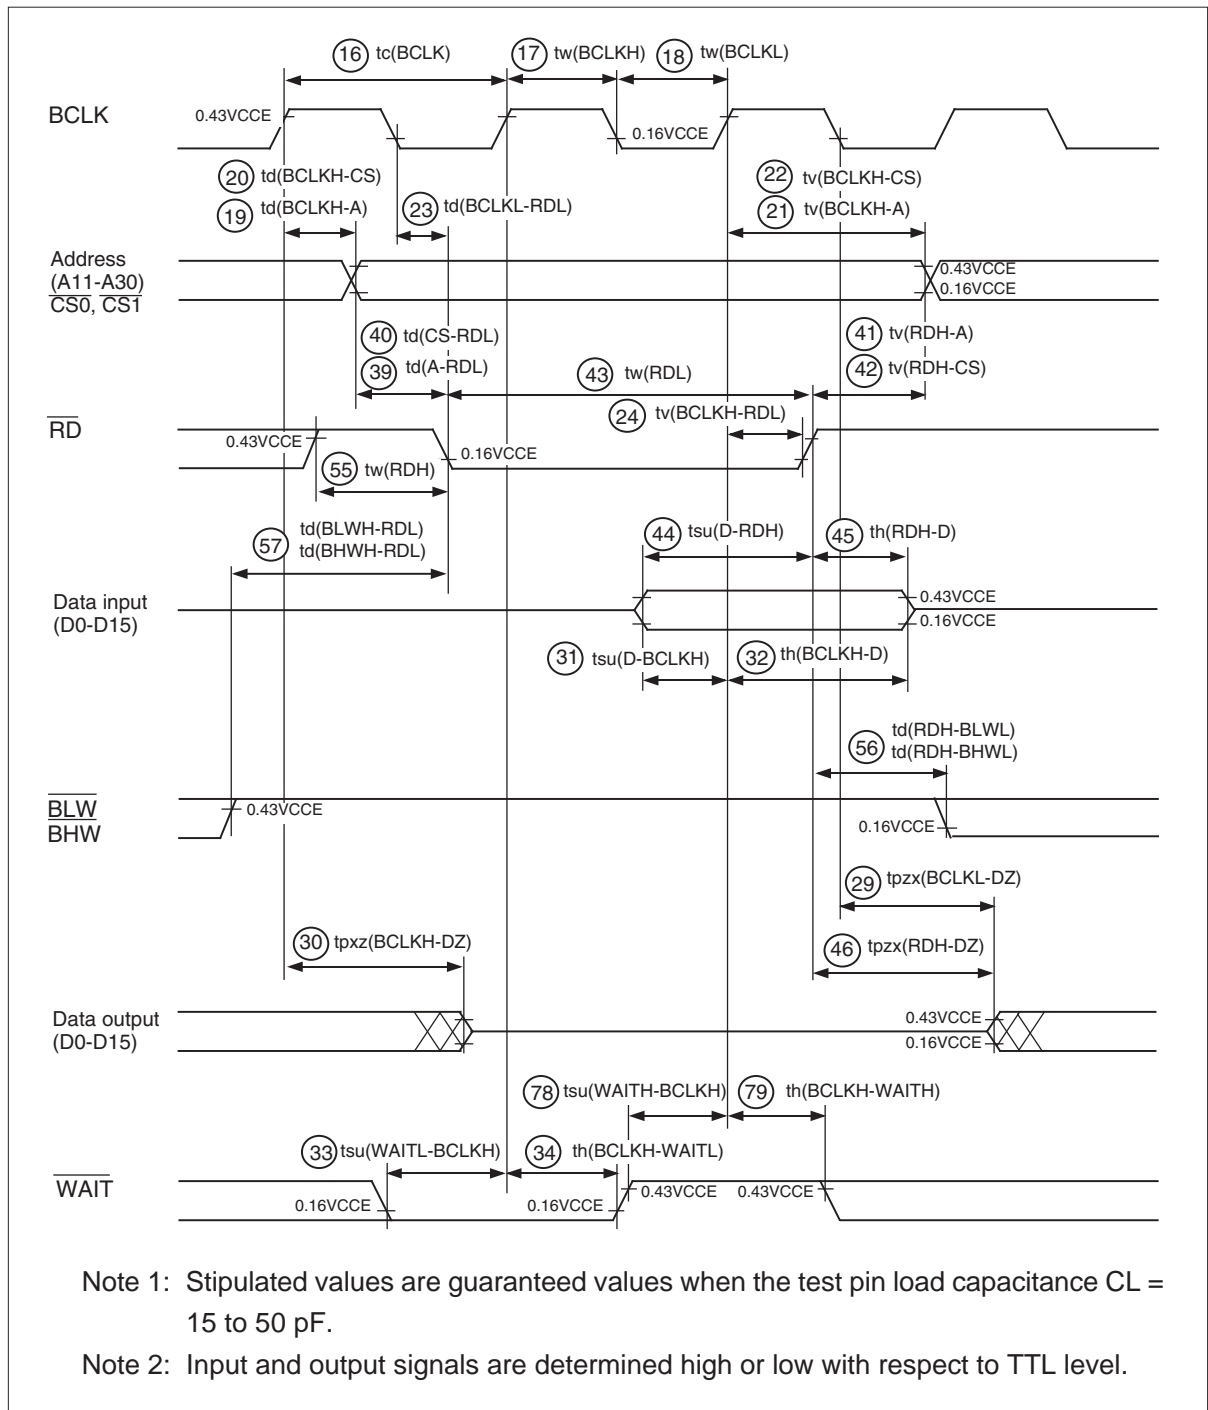 16 tc(BCLK)
17 tw(BCLKH)
18 tw(BCLKL)
BCLK
0.43VCCE
0.16VCCE
20 td(BCLKH-CS)
19 td(BCLKH-A)
23 td(BCLKL-RDL)
22 tv(BCLKH-CS)
21 tv(BCLKH-A)
Address
(A11-A30)
CS0, CS1
0.43VCCE
0.16VCCE
40 td(CS-RDL)
39 td(A-RDL)
43 tw(RDL)
41 tv(RDH-A)
42 tv(RDH-CS)
24 tv(BCLKH-RDL)
RD
0.43VCCE
0.16VCCE
55 tw(RDH)
57 td(BLWH-RDL)
td(BHWH-RDL)
44 tsu(D-RDH)
45 th(RDH-D)
Data input
(D0-D15)
0.43VCCE
0.16VCCE
31 tsu(D-BCLKH)
32 th(BCLKH-D)
56 td(RDH-BLWL)
td(RDH-BHWL)
BLW
BHW
0.43VCCE
0.16VCCE
29 tpzx(BCLKL-DZ)
30 tpxz(BCLKH-DZ)
46 tpzx(RDH-DZ)
Data output
(D0-D15)
0.43VCCE
0.16VCCE
78 tsu(WAITH-BCLKH)
79 th(BCLKH-WAITH)
33 tsu(WAITL-BCLKH)
34 th(BCLKH-WAITL)
WAIT
0.16VCCE
0.16VCCE
0.43VCCE
0.43VCCE
Note 1: Stipulated values are guaranteed values when the test pin load capacitance CL =
15 to 50 pF.
Note 2: Input and output signals are determined high or low with respect to TTL level.